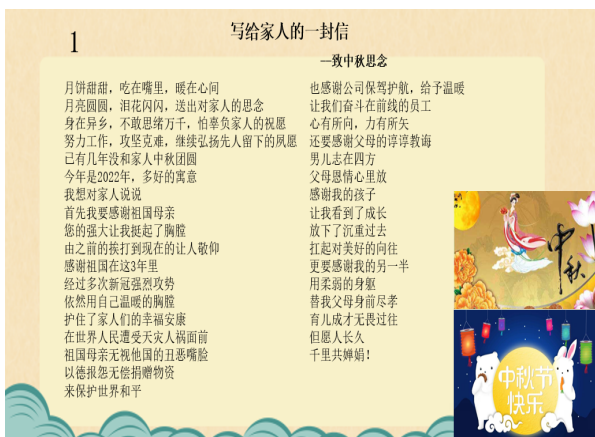 1
写给家人的一封信
--致中秋思念
月饼甜甜，吃在嘴里，暖在心间
月亮圆圆，泪花闪闪，送出对家人的思念
身在异乡，不敢思绪万千，怕辜负家人的祝愿
努力工作，攻坚克难，继续弘扬先人留下的夙愿
己有几年没和家人中秋团圆
今年是2022年，多好的寓意
我想对家人说说
首先我要感谢祖国母亲
您的强大让我挺起了胸膛
由之前的挨打到现在的让人敬仰
感谢祖国在这3年里
经过多次新冠强烈攻势
依然用自己温暖的胸膛
护住了家人们的幸福安康
在世界人民遭受天灾人祸面前
祖国母亲无视他国的丑恶嘴脸
以德报怨无偿捐赠物资
来保护世界和平
也感谢公司保驾护航，给予温暖
让我们奋斗在前线的员工
心有所向，力有所矢
还要感谢父母的谆谆教诲
男儿志在四方
父母恩情心里放
感谢我的孩子
让我看到了成长
放下了沉重过去
扛起对美好的向往
更要感谢我的另一半
用柔弱的身躯
替我父母身前尽孝
育儿成才无畏过往
但愿人长久
千里共婵娟！
中秋
中秋节
快乐